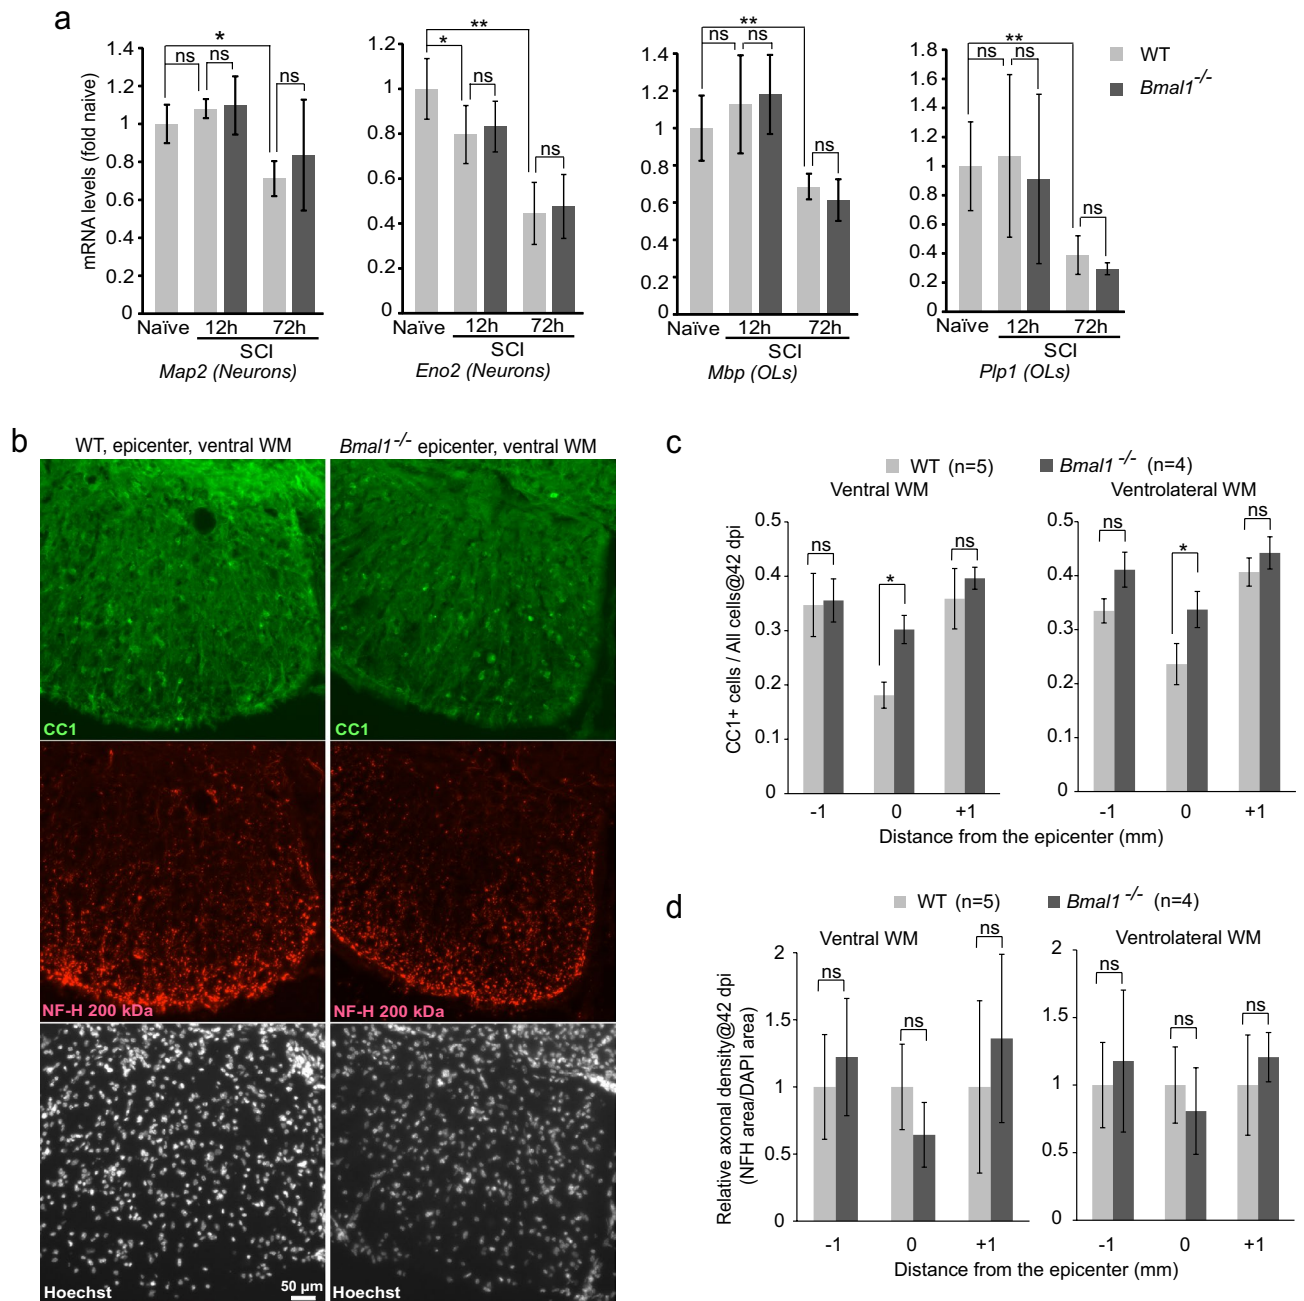 a
mRNA levels (fold naive)
1.4
1.2
1
0.8
0.6
0.4
0.2
0
ns
ns
*
ns
Naïve
12h
72h
SCI
Map2 (Neurons)
1.2
1
0.8
0.6
0.4
0.2
0
*
ns
**
ns
Naïve
12h
72h
SCI
Eno2 (Neurons)
1.4
1.2
1
0.8
0.6
0.4
0.2
0
ns
ns
**
ns
Naïve
12h
72h
SCI
Mbp (OLs)
1.8
1.6
1.4
1.2
1
0.8
0.6
0.4
0.2
0
ns
ns
**
ns
Naïve
12h
72h
SCI
Plp1 (OLs)
WT
Bmal1-/-
b
WT, epicenter, ventral WM
Bmal1-/- epicenter, ventral WM
CC1
CC1
NF-H 200 kDa
NF-H 200 kDa
Hoechst
50 µm
Hoechst
c
WT (n=5)
Bmal1-/- (n=4)
Ventral WM
Ventrolateral WM
CC1+ cells / All cells@42 dpi
0.5
0.4
0.3
0.2
0.1
0
ns
*
ns
-1
0
+1
0.5
0.4
0.3
0.2
0.1
0
ns
*
ns
-1
0
+1
Distance from the epicenter (mm)
d
WT (n=5)
Bmal1-/- (n=4)
Ventral WM
Ventrolateral WM
Relative axonal density@42 dpi
(NFH area/DAPI area)
2
1.5
1
0.5
0
ns
ns
ns
-1
0
+1
2
1.5
1
0.5
0
ns
ns
ns
-1
0
+1
Distance from the epicenter (mm)